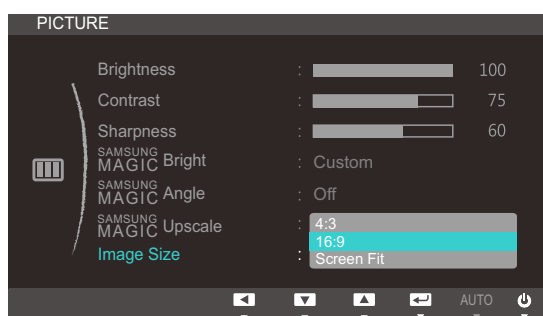 PICTURE
Brightness : 100
Contrast : 75
Sharpness : 60
SAMSUNG MAGIC Bright : Custom
SAMSUNG MAGIC Angle : Off
SAMSUNG MAGIC Upscale : 4:3
16:9
Image Size : Screen Fit
AUTO